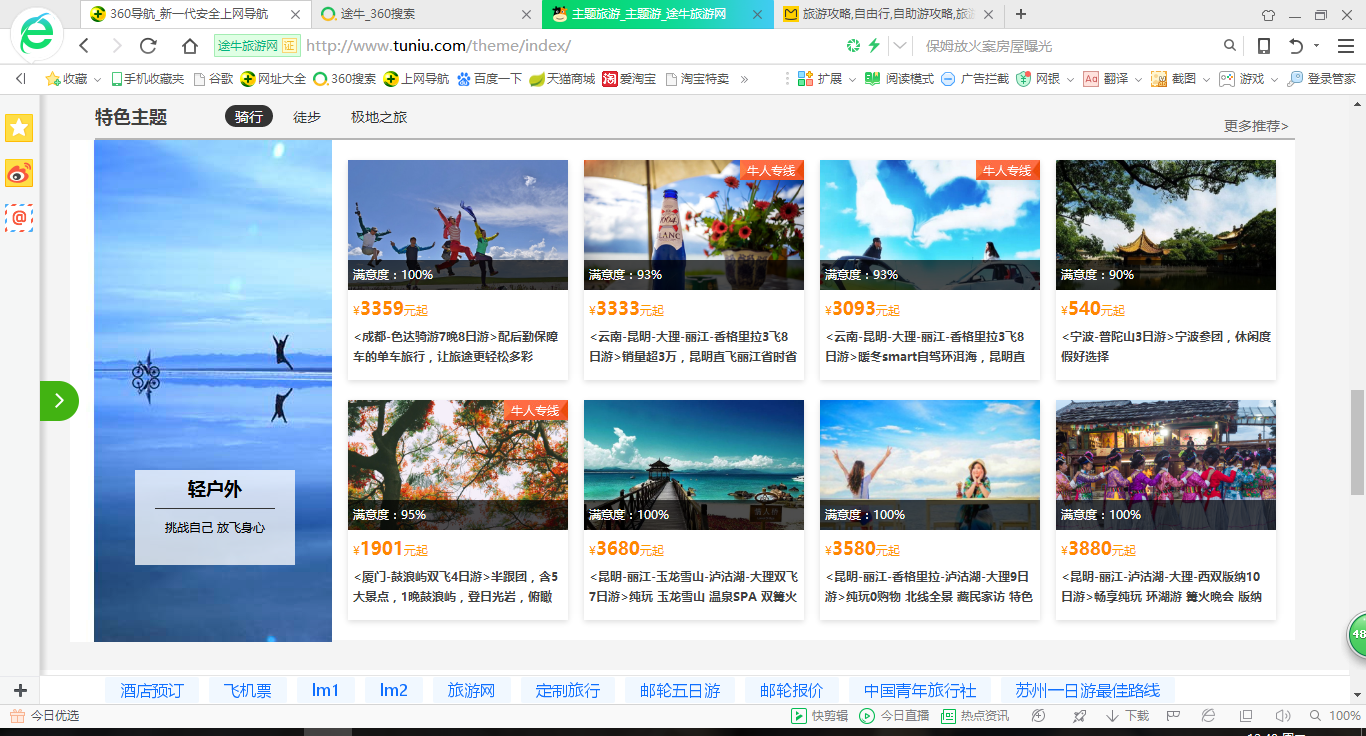 360导航_新一代安全上网导航
途牛_360搜索
主题旅游_主题游_途牛旅游网
旅游攻略,自由行,自助游攻略,旅
途牛旅游网 证
http://www.tuniu.com/theme/index/
保姆放火案房屋曝光
收藏 手机收藏夹 谷歌 网址大全 360搜索 上网导航 百度一下 天猫商城 爱淘宝 淘宝特卖 »
扩展 阅读模式 广告拦截 网银 翻译 截图 游戏 登录管家
特色主题 骑行 徒步 极地之旅
更多推荐>
轻户外
挑战自己 放飞身心
满意度：100%
¥3359元起
<成都-色达骑游7晚8日游>配后勤保障
车的单车旅行，让旅途更轻松多彩
牛人专线
1664
BLANC
满意度：93%
¥3333元起
<云南-昆明-大理-丽江-香格里拉3飞8
日游>销量超3万，昆明直飞丽江省时省
牛人专线
满意度：93%
¥3093元起
<云南-昆明-大理-丽江-香格里拉3飞8
日游>暖冬smart自驾环洱海，昆明直
满意度：90%
¥540元起
<宁波-普陀山3日游>宁波参团，休闲度
假好选择
牛人专线
满意度：95%
¥1901元起
<厦门-鼓浪屿双飞4日游>半跟团，含5
大景点，1晚鼓浪屿，登日光岩，俯瞰
满意度：100%
¥3680元起
<昆明-丽江-玉龙雪山-泸沽湖-大理双飞
7日游>纯玩 玉龙雪山 温泉SPA 双篝火
满意度：100%
¥3580元起
<昆明-丽江-香格里拉-泸沽湖-大理9日
游>纯玩0购物 北线全景 藏民家访 特色
满意度：100%
¥3880元起
<昆明-丽江-泸沽湖-大理-西双版纳10
日游>畅享纯玩 环湖游 篝火晚会 版纳
48
酒店预订 飞机票 lm1 lm2 旅游网 定制旅行 邮轮五日游 邮轮报价 中国青年旅行社 苏州一日游最佳路线
今日优选
快剪辑 今日直播 热点资讯 下载 100%